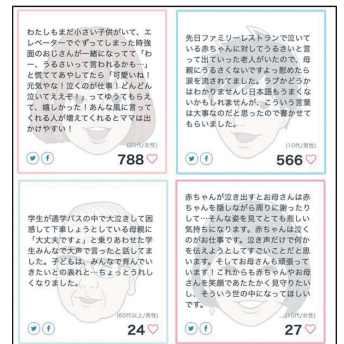 わたしもまだ小さい子供がいて、エ
レベーターでぐずってしまった時強
面のおじさんが一緒になってて「わ
ー、うるさいって言われるかも…」
と慌ててあやしてたら「可愛いね!
元気やな!泣くのが仕事!どんどん
泣いてええぞ!」ってゆうてもらえ
て、嬉しかった!あんな風に言って
くれる人が増えてくれるとママは出
かけやすい!
(20代/女性)
788
先日ファミリーレストランで泣いて
いる赤ちゃんに対してうるさいと言
って出ていった老人がいたので、母
親にうるさくないですよっ慰めたら
涙を流されてました。ラブかどうか
はわかりませんし日本語もうまくな
いかもしれませんが、こういう言葉
は大事なのだと思ったので書かせて
もらいました。
(10代/女性)
566
学生が通学バスの中で大泣きして困
惑して下車しょうとしている母親に
「大丈夫ですょ」と乗りあわせた学
生みんなで大声で言ったと話してま
した。子どもは、みんなで育んでい
きたいとの表れと…ちょっとうれし
くなりました。
(60代以上/男性)
24
赤ちゃんが泣き出すとお母さんは赤
ちゃんを隠しながら周りに謝ったり
して…そんな姿を見てとても悲しい
気持ちになります。赤ちゃんは泣く
のがお仕事です。泣き声だけで何か
を伝えようとしてすごいことだと思
います。そしてお母さんも頑張って
います!これからも赤ちゃんやお母
さんを笑顔であたたかく見守りたい
し、そういう世の中になってほしい
です。
(10代/女性)
27